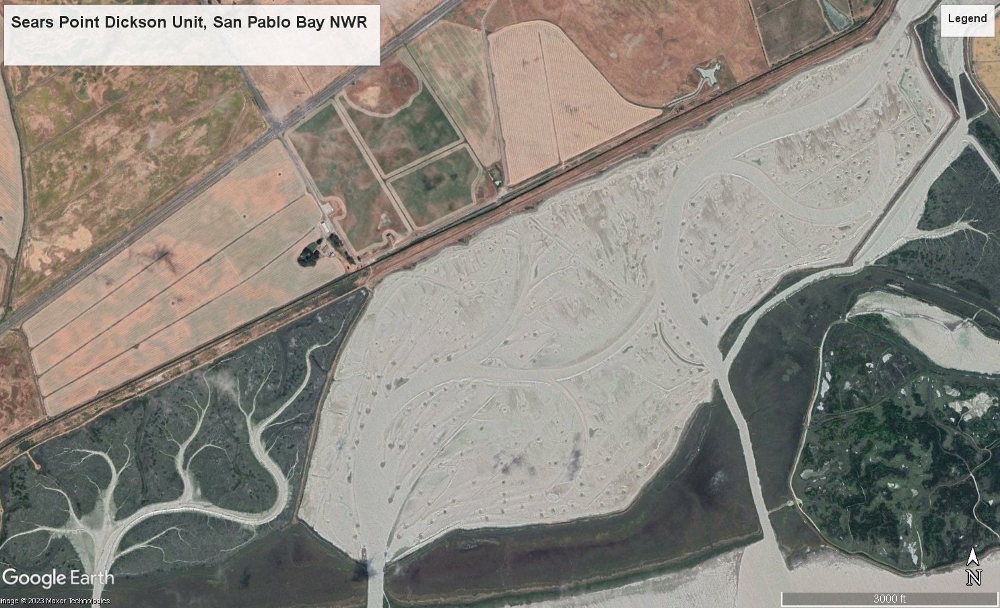 Sears Point Dickson Unit, San Pablo Bay NWR
Legend
Google Earth
Image © 2023 Maxar Technologies
N
3000 ft